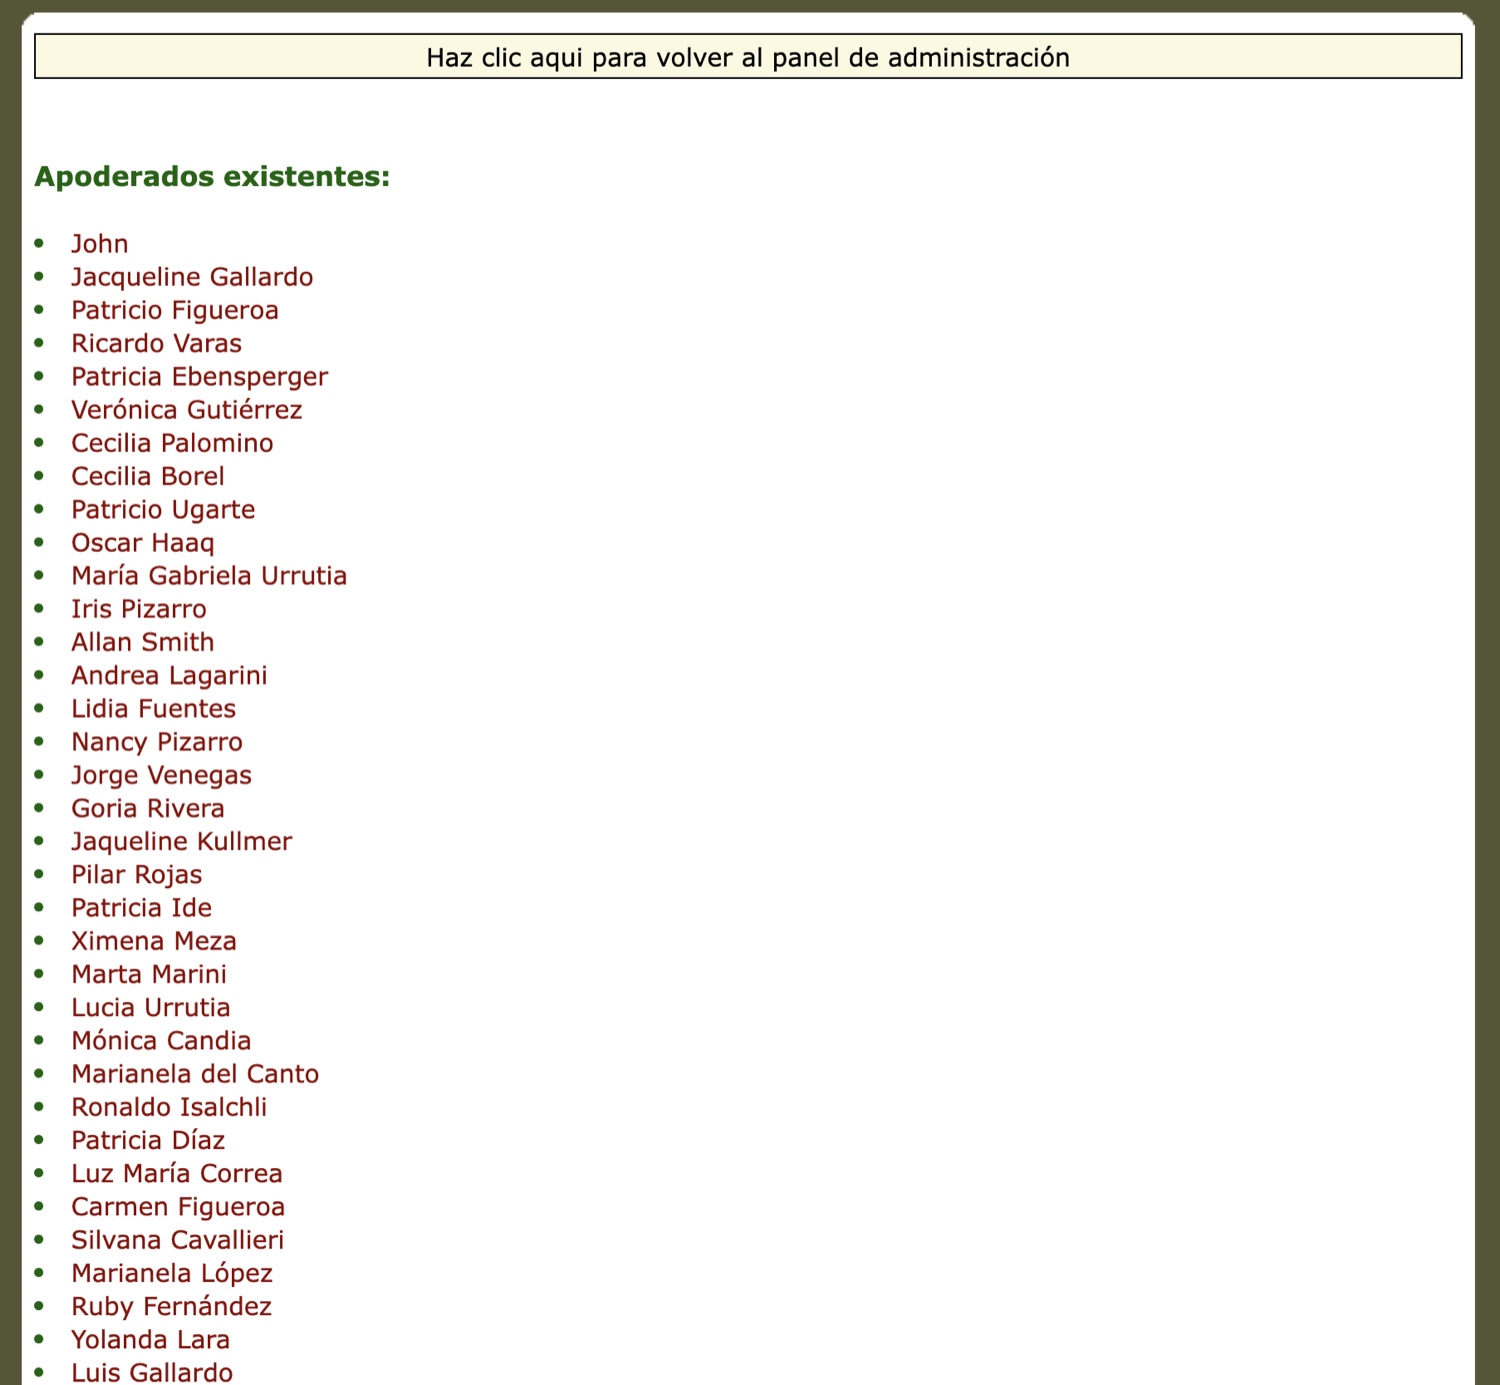 Haz clic aqui para volver al panel de administración
Apoderados existentes:
John
Jacqueline Gallardo
Patricio Figueroa
Ricardo Varas
Patricia Ebensperger
Verónica Gutiérrez
Cecilia Palomino
Cecilia Borel
Patricio Ugarte
Oscar Haaq
María Gabriela Urrutia
Iris Pizarro
Allan Smith
Andrea Lagarini
Lidia Fuentes
Nancy Pizarro
Jorge Venegas
Goria Rivera
Jaqueline Kullmer
Pilar Rojas
Patricia Ide
Ximena Meza
Marta Marini
Lucia Urrutia
Mónica Candia
Marianela del Canto
Ronaldo Isalchli
Patricia Díaz
Luz María Correa
Carmen Figueroa
Silvana Cavallieri
Marianela López
Ruby Fernández
Yolanda Lara
Luis Gallardo